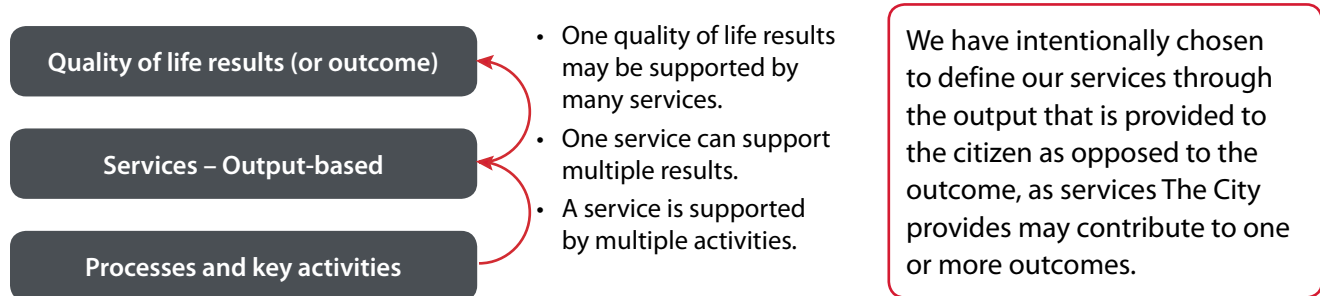 Quality of life results (or outcome)
Services – Output-based
Processes and key activities
• One quality of life results
may be supported by
many services.
• One service can support
multiple results.
• A service is supported
by multiple activities.
We have intentionally chosen
to define our services through
the output that is provided to
the citizen as opposed to the
outcome, as services The City
provides may contribute to one
or more outcomes.